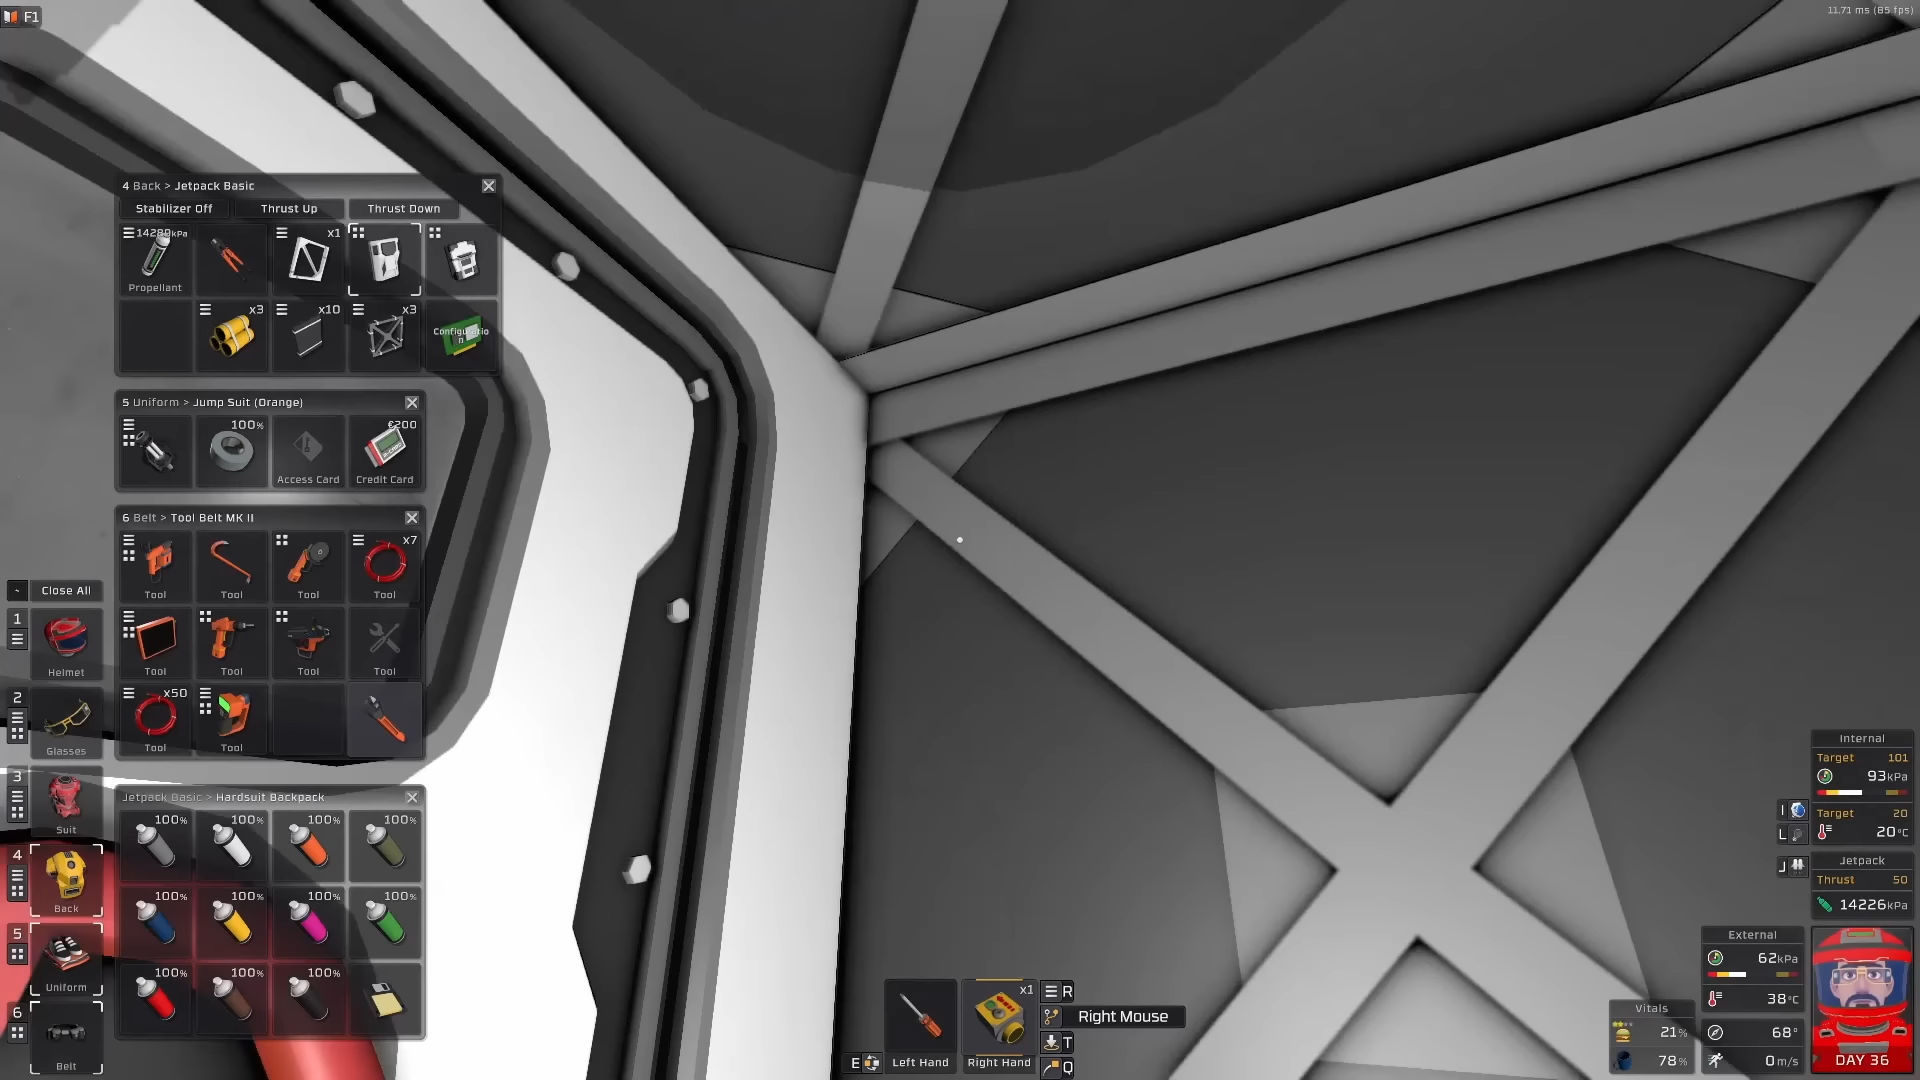 F1
11.71 ms (85 fps)
4 Back > Jetpack Basic
Stabilizer Off Thrust Up Thrust Down
14289kPa x1
Propellant
x3 x10 x3
Configuratio
n
5 Uniform > Jump Suit (Orange)
100% €200
Access Card Credit Card
6 Belt > Tool Belt MK II
x7
Tool Tool Tool Tool
Tool Tool Tool Tool
x50
Tool Tool
~ Close All
1
Helmet
2
Glasses
3
Suit
4
Back
5
Uniform
6
Belt
Jetpack Basic > Hardsuit Backpack
100% 100% 100% 100%
100% 100% 100% 100%
100% 100% 100%
E Left Hand
x1
Right Hand
R
Right Mouse
T
Q
Internal
Target 101
93kPa
Target 20
20°C
I
L
J
Jetpack
Thrust 50
14226kPa
External
62kPa
38°C
68°
0m/s
Vitals
21%
78%
DAY 36